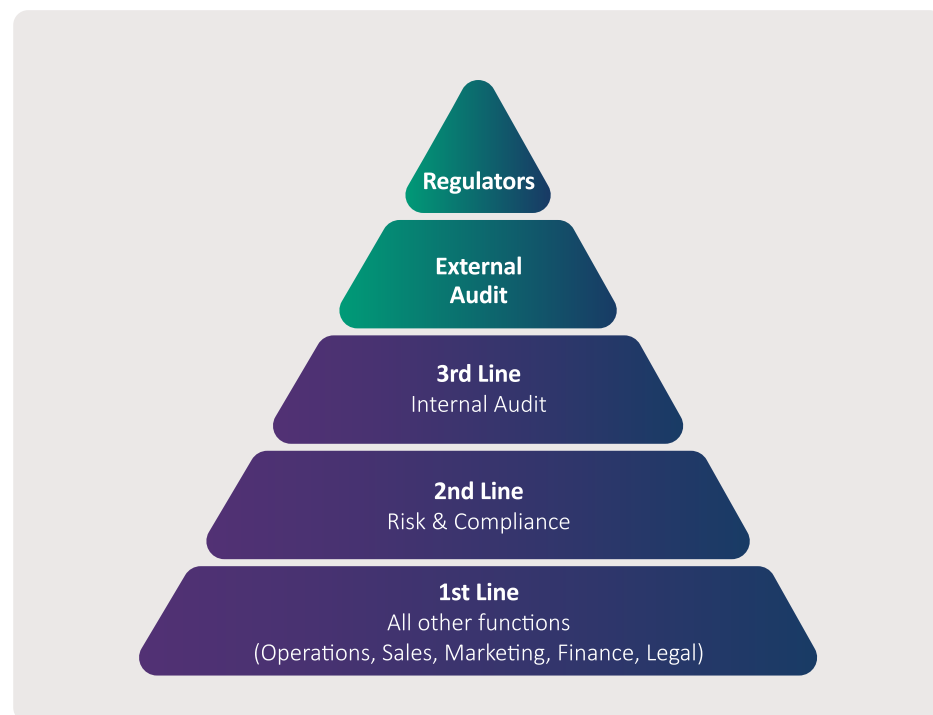 Regulators
External
Audit
3rd Line
Internal Audit
2nd Line
Risk & Compliance
1st Line
All other functions
(Operations, Sales, Marketing, Finance, Legal)